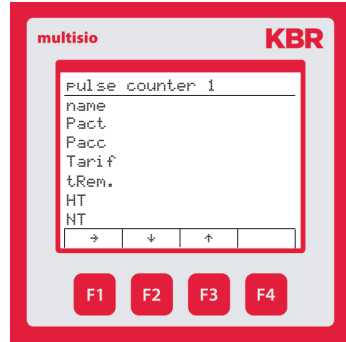 multisio KBR
pulse counter 1
name
Pact
Pacc
Tarif
tRem.
HT
NT
→ ↓ ↑
F1 F2 F3 F4